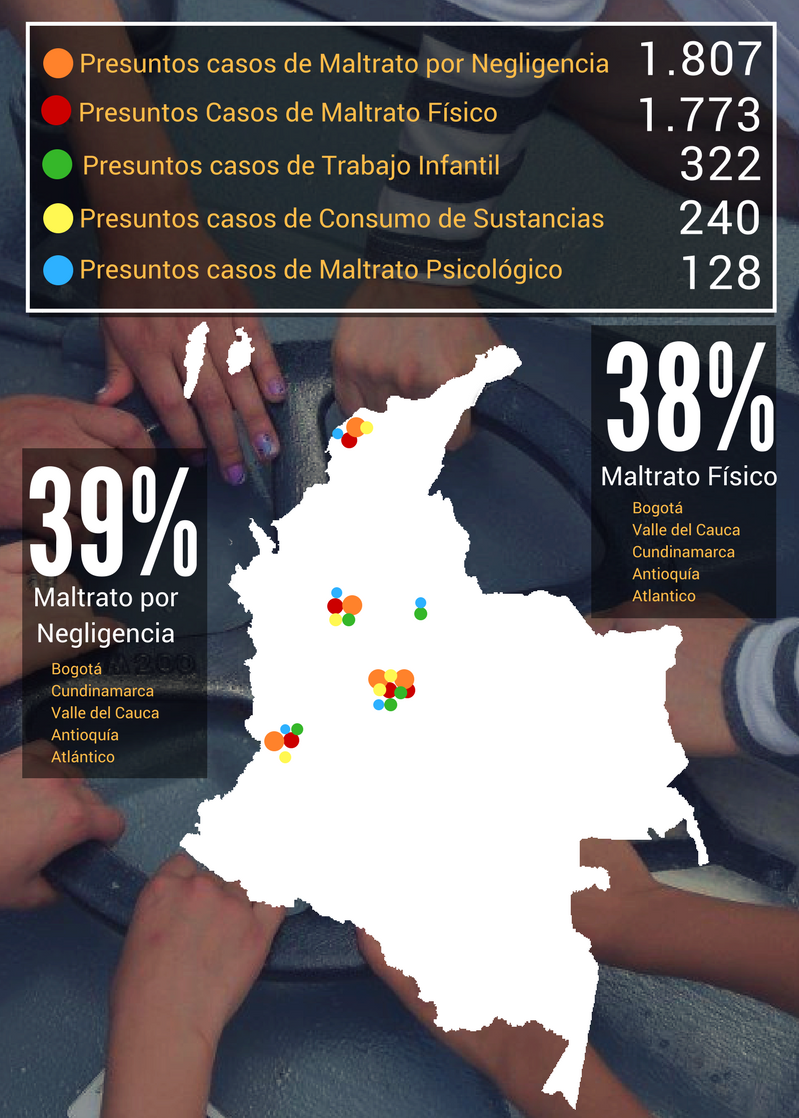 Presuntos casos de Maltrato por Negligencia 1.807
Presuntos Casos de Maltrato Físico 1.773
Presuntos casos de Trabajo Infantil 322
Presuntos casos de Consumo de Sustancias 240
Presuntos casos de Maltrato Psicológico 128
38%
Maltrato Físico
Bogotá
Valle del Cauca
Cundinamarca
Antioquía
Atlantico
39%
Maltrato por
Negligencia
Bogotá
Cundinamarca
Valle del Cauca
Antioquía
Atlántico